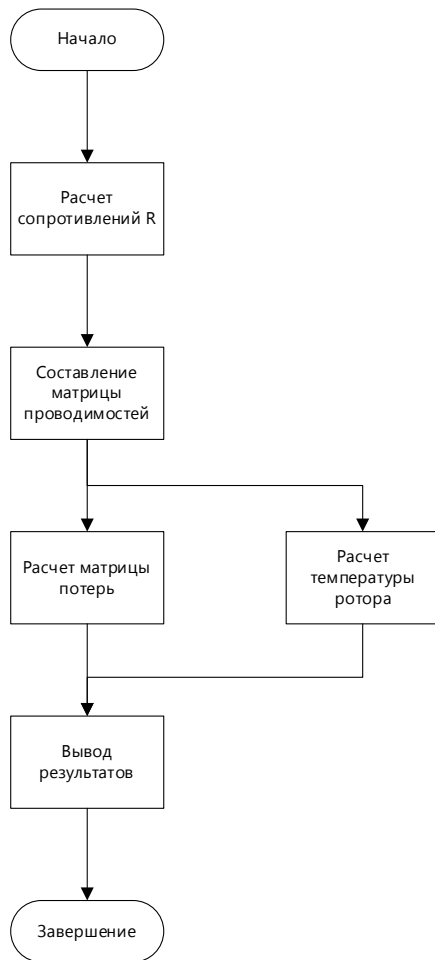 Начало
Расчет
сопротивлений R
Составление
матрицы
проводимостей
Расчет матрицы
потерь
Расчет
температуры
ротора
Вывод
результатов
Завершение